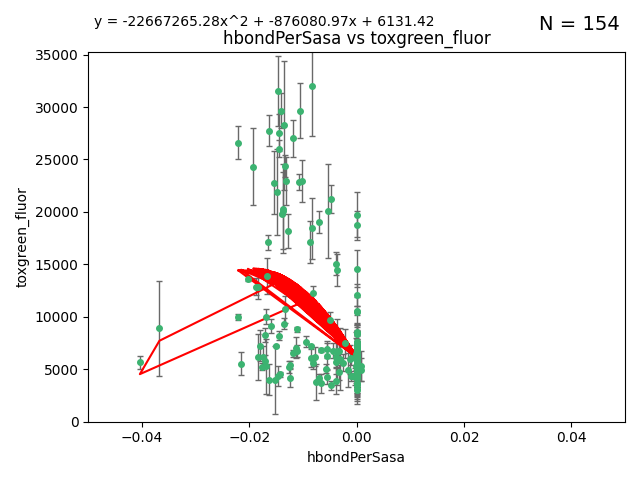 y = -22667265.28x^2 + -876080.97x + 6131.42
N = 154
hbondPerSasa vs toxgreen_fluor
35000
30000
25000
20000
15000
10000
5000
0
toxgreen_fluor
−0.04
−0.02
0.00
0.02
0.04
hbondPerSasa